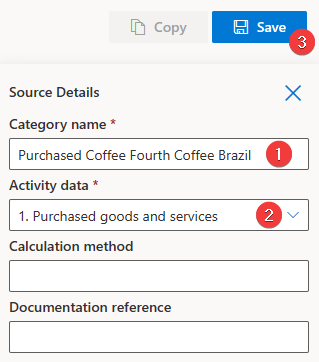 Copy
Save
3
Source Details
Category name *
Purchased Coffee Fourth Coffee Brazil
1
Activity data *
1. Purchased goods and services
2
Calculation method
Documentation reference